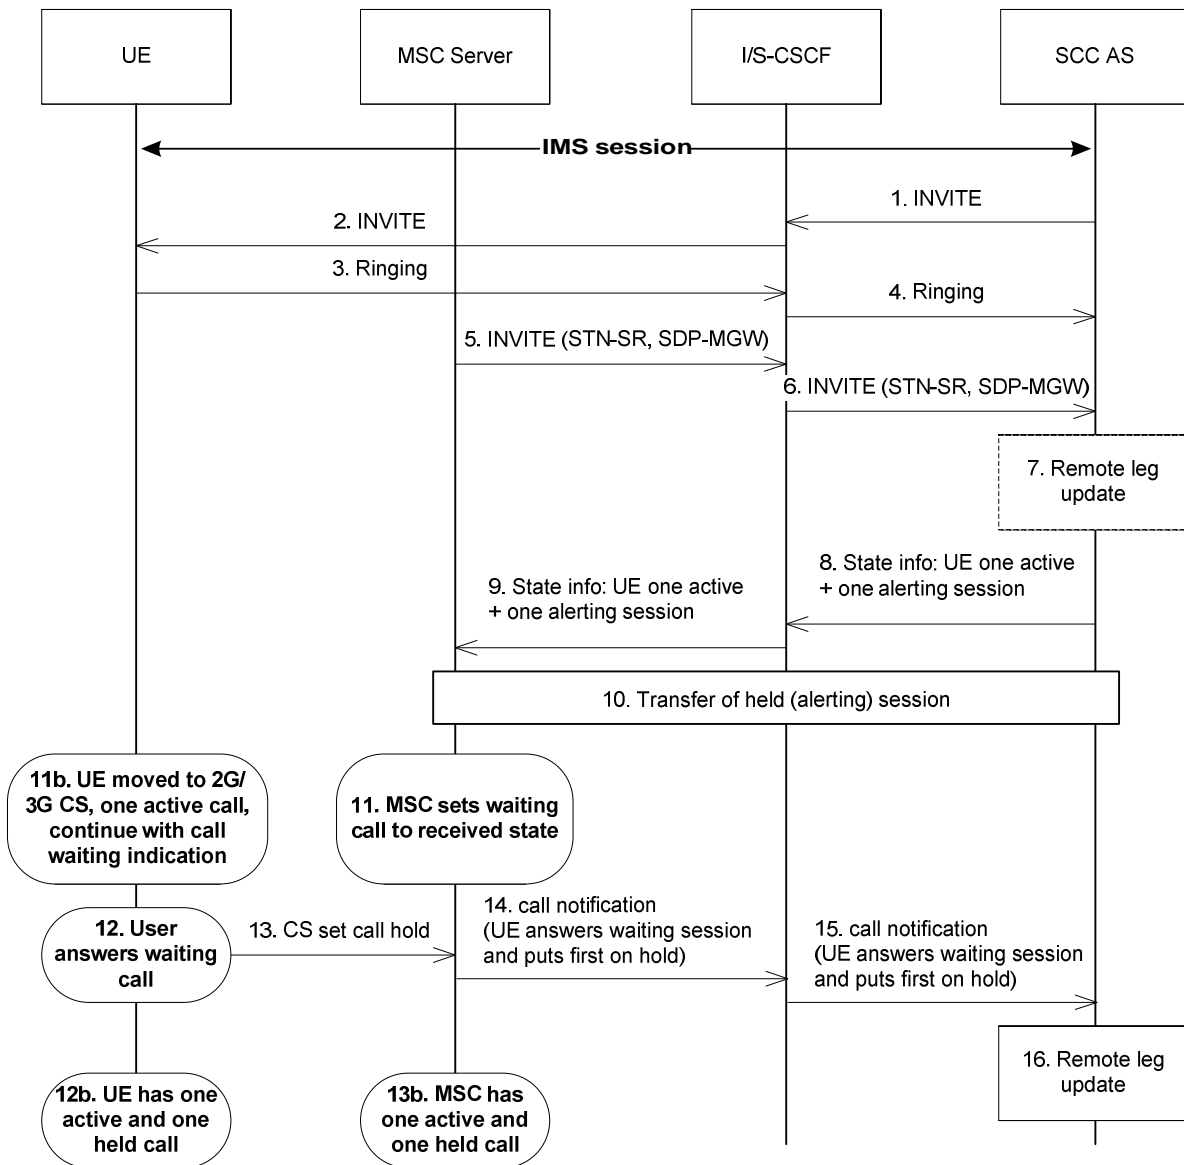 UE
MSC Server
I/S-CSCF
SCC AS
IMS session
1. INVITE
2. INVITE
3. Ringing
4. Ringing
5. INVITE (STN-SR, SDP-MGW)
6. INVITE (STN-SR, SDP-MGW)
7. Remote leg
update
8. State info: UE one active
+ one alerting session
9. State info: UE one active
+ one alerting session
10. Transfer of held (alerting) session
11b. UE moved to 2G/
3G CS, one active call,
continue with call
waiting indication
11. MSC sets waiting
call to received state
12. User
answers waiting
call
13. CS set call hold
14. call notification
(UE answers waiting session
and puts first on hold)
15. call notification
(UE answers waiting session
and puts first on hold)
16. Remote leg
update
12b. UE has one
active and one
held call
13b. MSC has
one active and
one held call